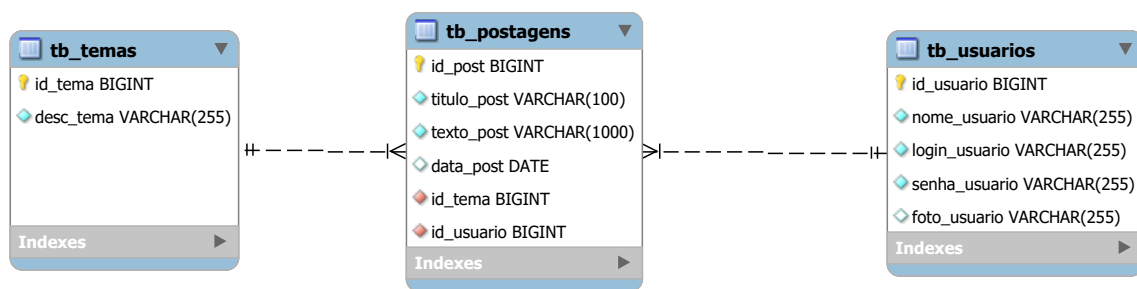 tb_temas
id_tema BIGINT
desc_tema VARCHAR(255)
Indexes
tb_postagens
id_post BIGINT
titulo_post VARCHAR(100)
texto_post VARCHAR(1000)
data_post DATE
id_tema BIGINT
id_usuario BIGINT
Indexes
tb_usuarios
id_usuario BIGINT
nome_usuario VARCHAR(255)
login_usuario VARCHAR(255)
senha_usuario VARCHAR(255)
foto_usuario VARCHAR(255)
Indexes